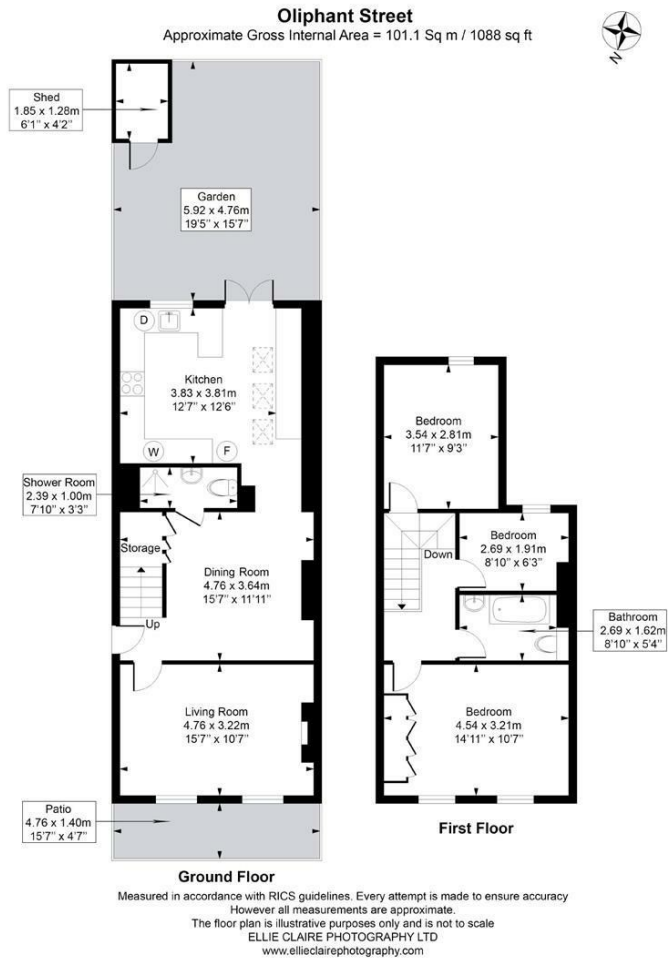 Oliphant Street
Approximate Gross Internal Area = 101.1 Sq m / 1088 sq ft
N
Shed
1.85 x 1.28m
6'1" x 4'2"
Garden
5.92 x 4.76m
19'5" x 15'7"
D
Kitchen
3.83 x 3.81m
12'7" x 12'6"
W
F
Shower Room
2.39 x 1.00m
7'10" x 3'3"
Storage
Dining Room
4.76 x 3.64m
15'7" x 11'11"
Up
Living Room
4.76 x 3.22m
15'7" x 10'7"
Patio
4.76 x 1.40m
15'7" x 4'7"
Ground Floor
Bedroom
3.54 x 2.81m
11'7" x 9'3"
Down
Bedroom
2.69 x 1.91m
8'10" x 6'3"
Bathroom
2.69 x 1.62m
8'10" x 5'4"
Bedroom
4.54 x 3.21m
14'11" x 10'7"
First Floor
Measured in accordance with RICS guidelines. Every attempt is made to ensure accuracy
However all measurements are approximate.
The floor plan is illustrative purposes only and is not to scale
ELLIE CLAIRE PHOTOGRAPHY LTD
www.ellieclairephotography.com